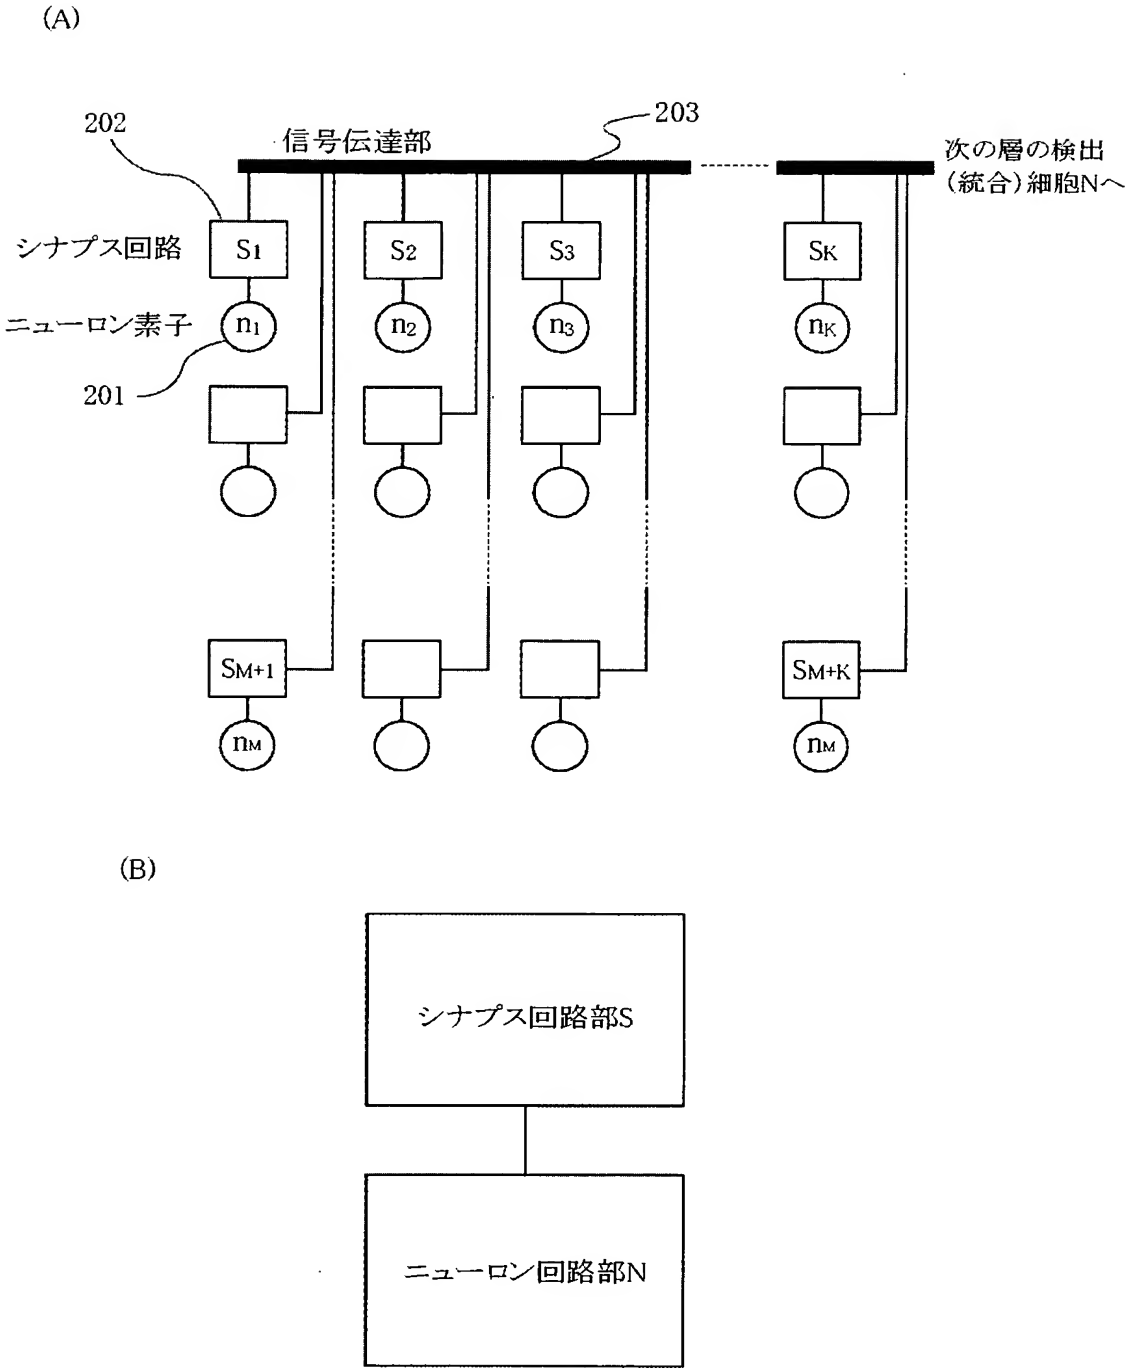 (A)
202
203
信号伝達部
次の層の検出
(統合)細胞Nへ
シナプス回路
S1
S2
S3
SK
ニューロン素子
n1
n2
n3
nK
201
SM+1
SM+K
nM
nM
(B)
シナプス回路部S
ニューロン回路部N